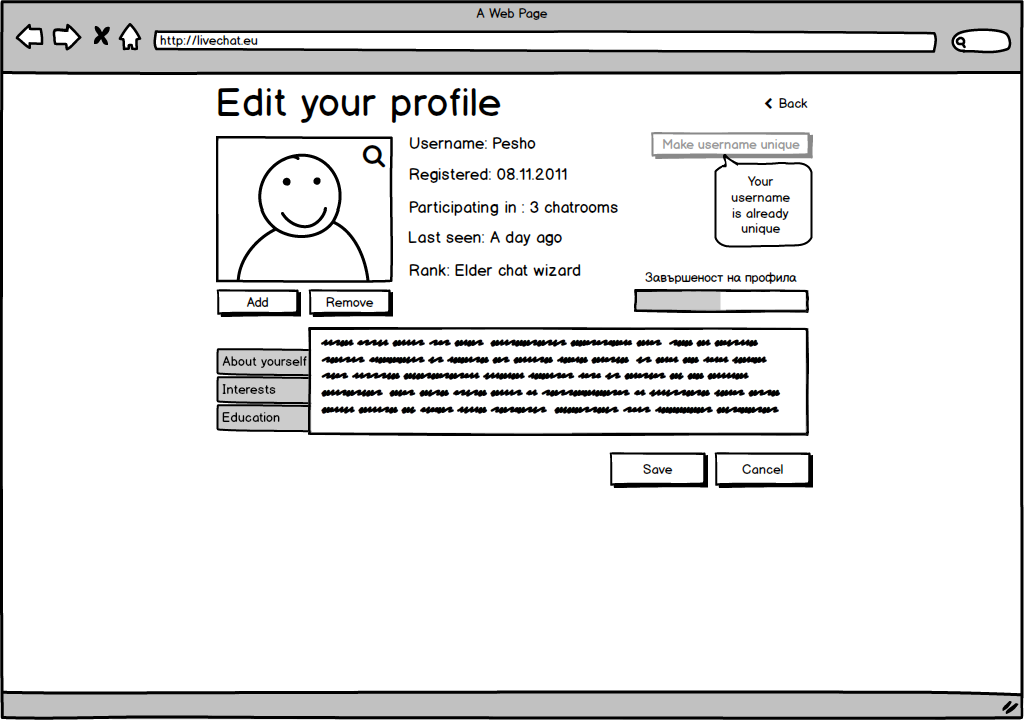 A Web Page
http://livechat.eu
Edit your profile
Back
Username: Pesho
Make username unique
Registered: 08.11.2011
Your
username
is already
unique
Participating in : 3 chatrooms
Last seen: A day ago
Rank: Elder chat wizard
Завършеност на профила
Add
Remove
About yourself
Interests
Education
Save
Cancel